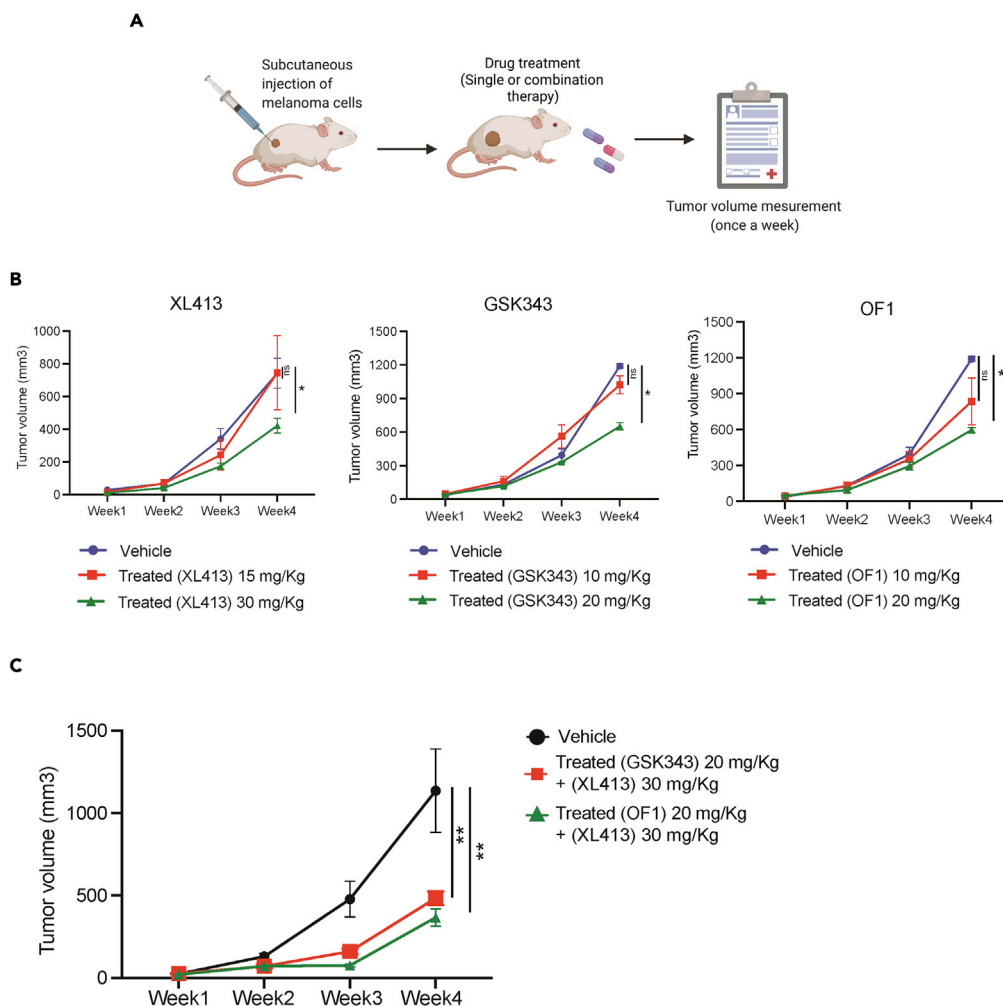 A
Subcutaneous
injection of
melanoma cells
Drug treatment
(Single or combination
therapy)
Tumor volume mesurement
(once a week)
B
XL413
Tumor volume (mm3)
1000
800
600
400
200
0
Week1 Week2 Week3 Week4
ns
*
Vehicle
Treated (XL413) 15 mg/Kg
Treated (XL413) 30 mg/Kg
GSK343
Tumor volume (mm3)
1500
1200
900
600
300
0
Week1 Week2 Week3 Week4
ns
*
Vehicle
Treated (GSK343) 10 mg/Kg
Treated (GSK343) 20 mg/Kg
OF1
Tumor volume (mm3)
1500
1200
900
600
300
0
Week1 Week2 Week3 Week4
ns
*
Vehicle
Treated (OF1) 10 mg/Kg
Treated (OF1) 20 mg/Kg
C
Tumor volume (mm3)
1500
1000
500
0
Week1 Week2 Week3 Week4
**
**
Vehicle
Treated (GSK343) 20 mg/Kg
+ (XL413) 30 mg/Kg
Treated (OF1) 20 mg/Kg
+ (XL413) 30 mg/Kg